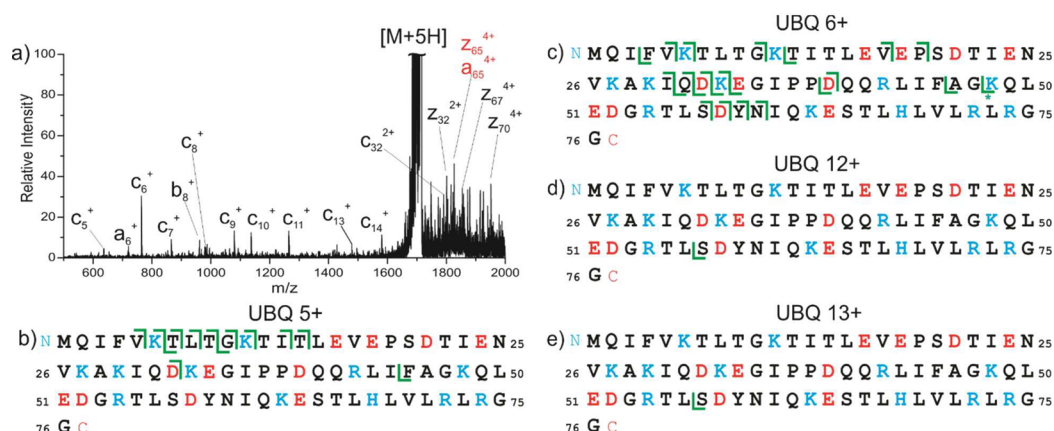 a)
[M+5H]
z65 4+
a65 4+
z67 4+
z32 2+
z70 4+
c32 2+
c8+
b8+
c6+
c5+
a6+
c7+
c9+
c10+
c11+
c13+
c14+
Relative Intensity
100
80
60
40
20
0
600 800 1000 1200 1400 1600 1800 2000
m/z
UBQ 5+
b) N M Q I F V K T L T G K T I T L E V E P S D T I E N 25
26 V K A K I Q D K E G I P P D Q Q R L I F A G K Q L 50
51 E D G R T L S D Y N I Q K E S T L H L V L R L R G 75
76 G C
UBQ 6+
c) N M Q I F V K T L T G K T I T L E V E P S D T I E N 25
26 V K A K I Q D K E G I P P D Q Q R L I F A G K Q L 50
*
51 E D G R T L S D Y N I Q K E S T L H L V L R L R G 75
76 G C
UBQ 12+
d) N M Q I F V K T L T G K T I T L E V E P S D T I E N 25
26 V K A K I Q D K E G I P P D Q Q R L I F A G K Q L 50
51 E D G R T L S D Y N I Q K E S T L H L V L R L R G 75
76 G C
UBQ 13+
e) N M Q I F V K T L T G K T I T L E V E P S D T I E N 25
26 V K A K I Q D K E G I P P D Q Q R L I F A G K Q L 50
51 E D G R T L S D Y N I Q K E S T L H L V L R L R G 75
76 G C